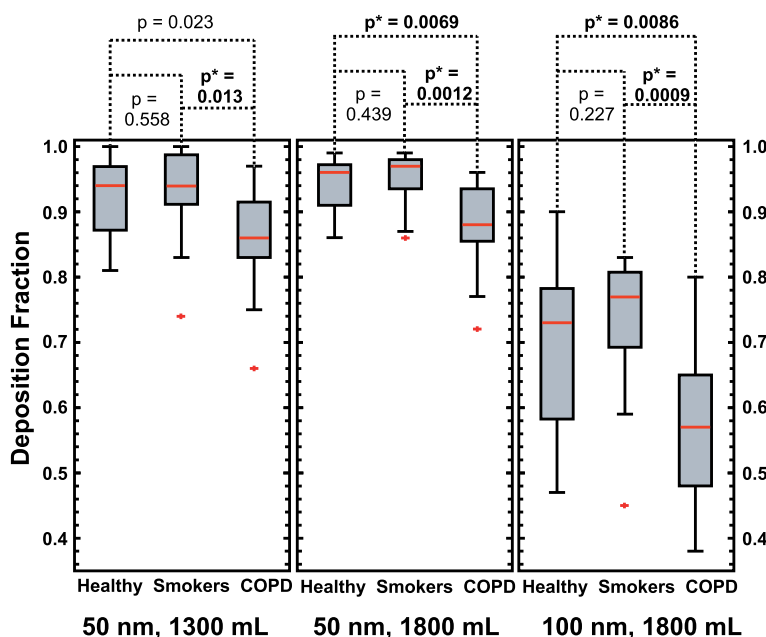 p = 0.023
p* = 0.0069
p* = 0.0086
p* =
0.013
p =
0.558
p* =
0.0012
p
0.439
p* =
0.0009
p =
0.227
1.0
0.9
0.8
0.7
0.6
0.5
0.4
Deposition Fraction
1.0
0.9
0.8
0.7
0.6
0.5
0.4
Healthy Smokers COPD
Healthy Smokers COPD
Healthy Smokers COPD
50 nm, 1300 mL
50 nm, 1800 mL
100 nm, 1800 mL